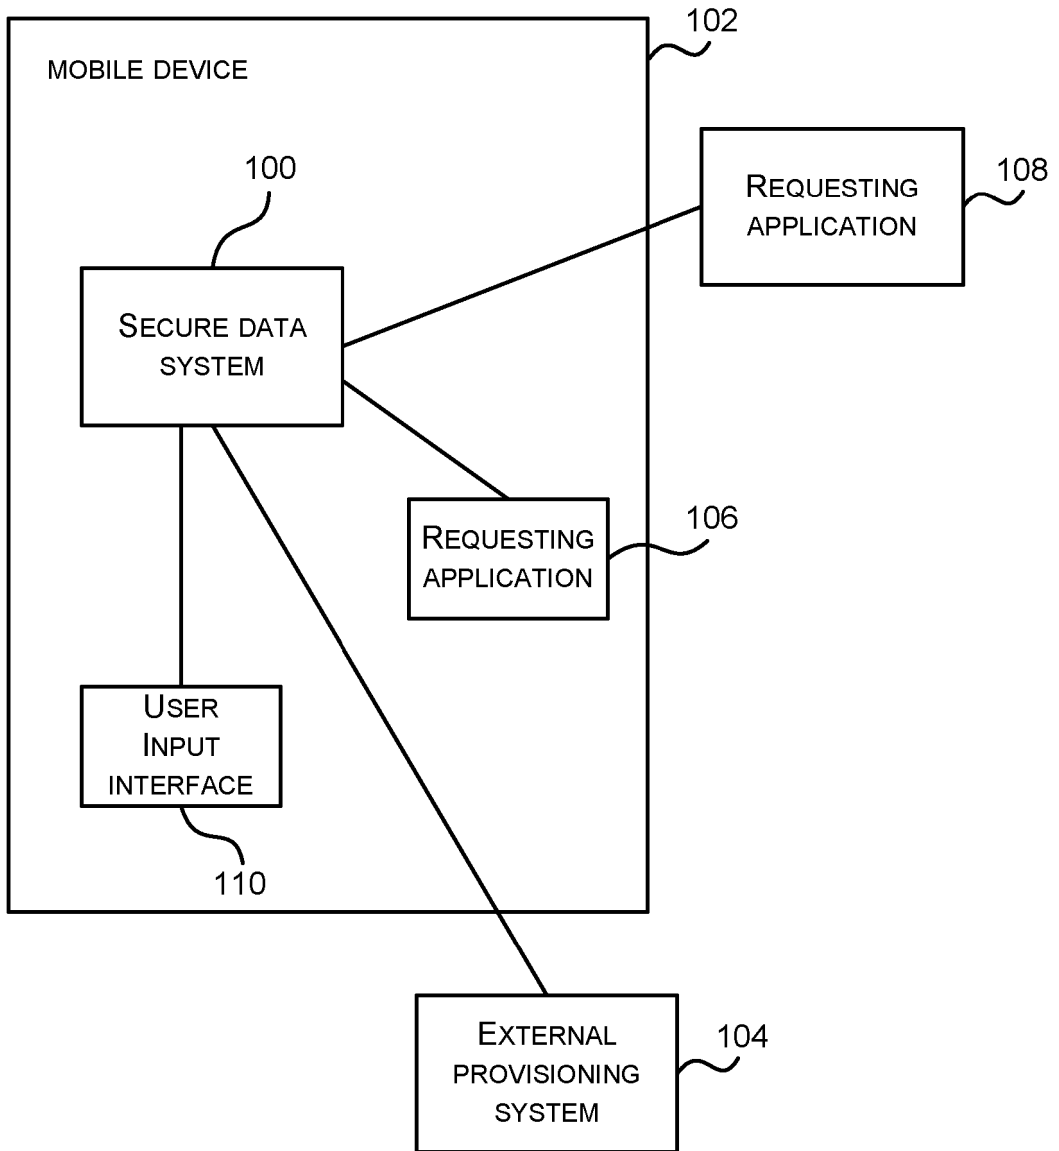 102
MOBILE DEVICE
100
REQUESTING
APPLICATION
108
SECURE DATA
SYSTEM
REQUESTING
APPLICATION
106
USER
INPUT
INTERFACE
110
EXTERNAL
PROVISIONING
SYSTEM
104